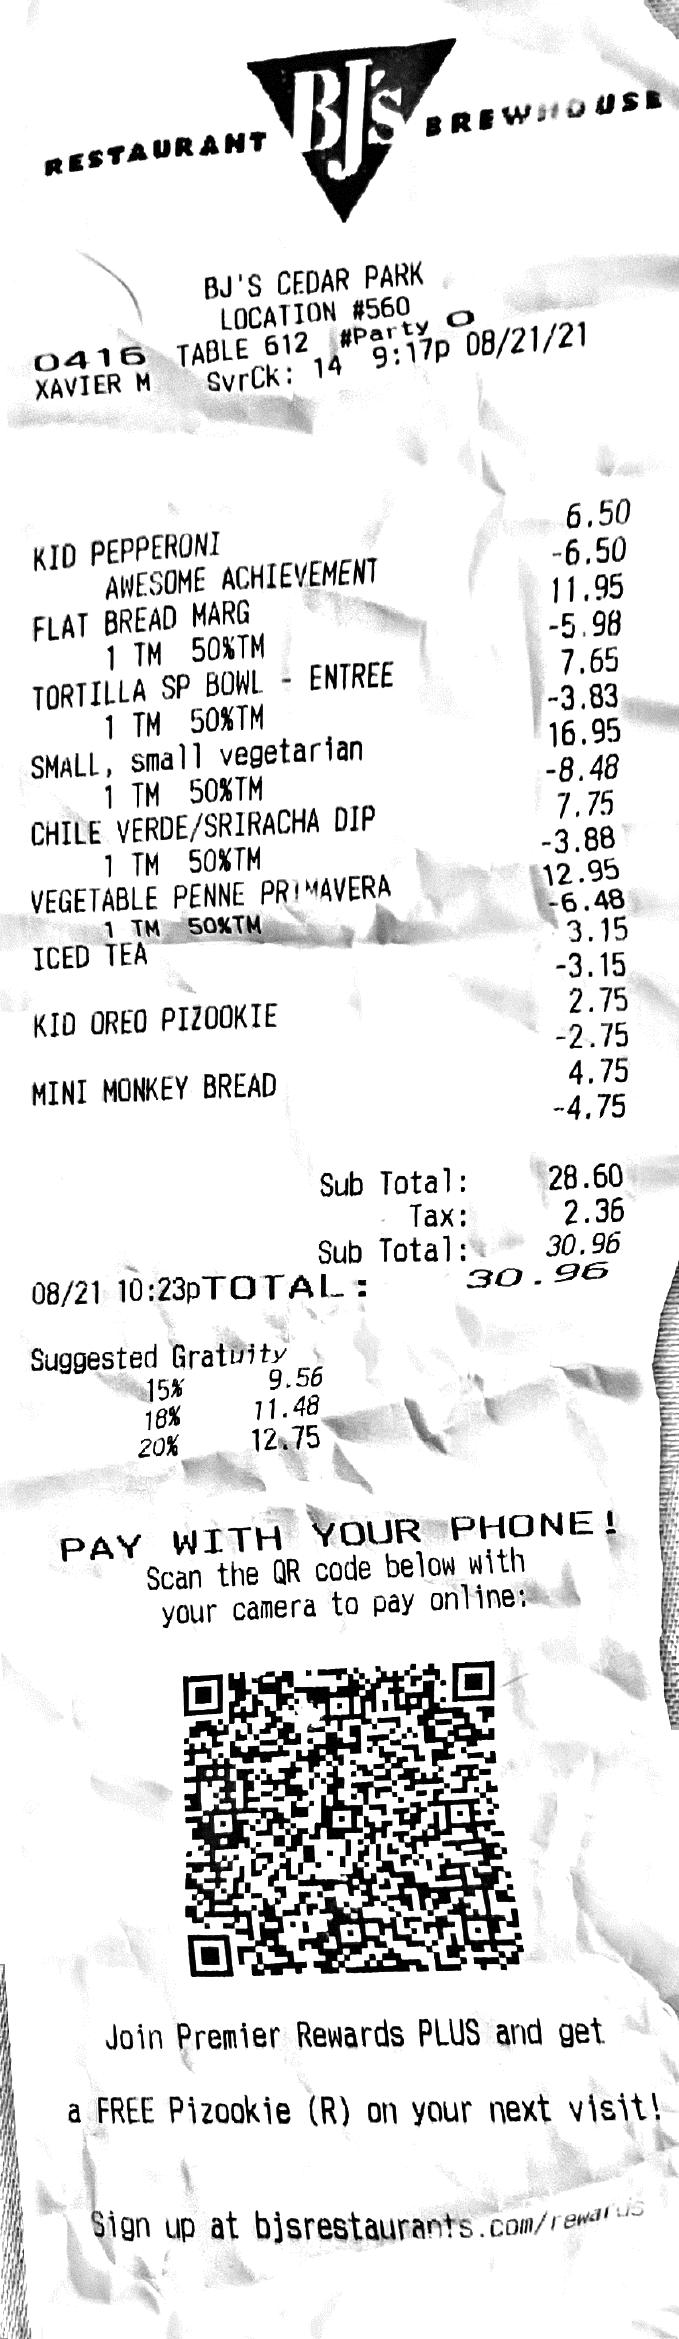 RESTAURANT BJ's BREWHOUSE
BJ'S CEDAR PARK
LOCATION #560
0416 TABLE 612 #Party 0
XAVIER M SvrCk: 14 9:17p 08/21/21
KID PEPPERONI 6.50
AWESOME ACHIEVEMENT -6.50
FLAT BREAD MARG 11.95
1 TM 50%TM -5.98
TORTILLA SP BOWL - ENTREE 7.65
1 TM 50%TM -3.83
SMALL, small vegetarian 16.95
1 TM 50%TM -8.48
CHILE VERDE/SRIRACHA DIP 7.75
1 TM 50%TM -3.88
VEGETABLE PENNE PRIMAVERA 12.95
1 TM 50%TM -6.48
ICED TEA 3.15
-3.15
KID OREO PIZOOKIE 2.75
-2.75
MINI MONKEY BREAD 4.75
-4.75
Sub Total: 28.60
Tax: 2.36
Sub Total: 30.96
08/21 10:23pTOTAL: 30.96
Suggested Gratuity
15% 9.56
18% 11.48
20% 12.75
PAY WITH YOUR PHONE!
Scan the QR code below with
your camera to pay online:
Join Premier Rewards PLUS and get
a FREE Pizookie (R) on your next visit!
Sign up at bjsrestaurants.com/rewards